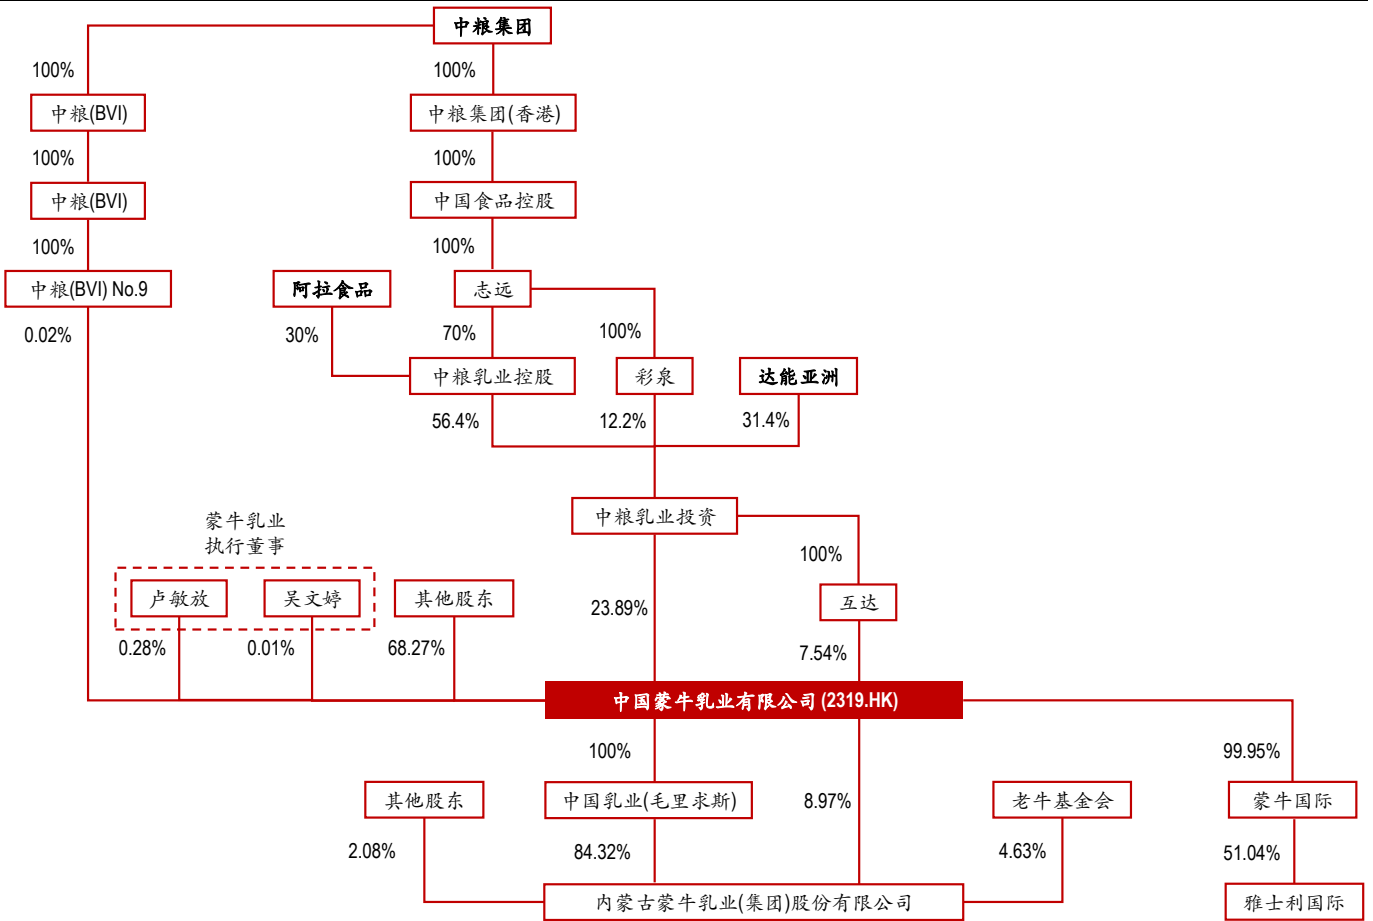 中粮集团
100%
100%
中粮(BVI)
中粮集团(香港)
100%
100%
中粮(BVI)
中国食品控股
100%
100%
中粮(BVI) No.9
阿拉食品
志远
0.02%
30%
70%
100%
中粮乳业控股
彩泉
达能亚洲
56.4%
12.2%
31.4%
中粮乳业投资
蒙牛乳业
执行董事
100%
卢敏放
吴文婷
其他股东
23.89%
互达
0.28%
0.01%
68.27%
7.54%
中国蒙牛乳业有限公司(2319.HK)
100%
99.95%
其他股东
中国乳业(毛里求斯)
8.97%
老牛基金会
蒙牛国际
2.08%
84.32%
4.63%
51.04%
内蒙古蒙牛乳业(集团)股份有限公司
雅士利国际